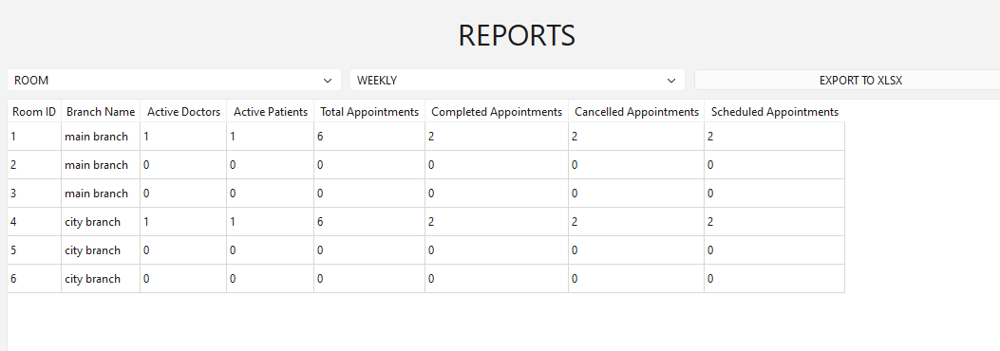 REPORTS
ROOM WEEKLY EXPORT TO XLSX
Room ID Branch Name Active Doctors Active Patients Total Appointments Completed Appointments Cancelled Appointments Scheduled Appointments
1 main branch 1 1 6 2 2 2
2 main branch 0 0 0 0 0 0
3 main branch 0 0 0 0 0 0
4 city branch 1 1 6 2 2 2
5 city branch 0 0 0 0 0 0
6 city branch 0 0 0 0 0 0